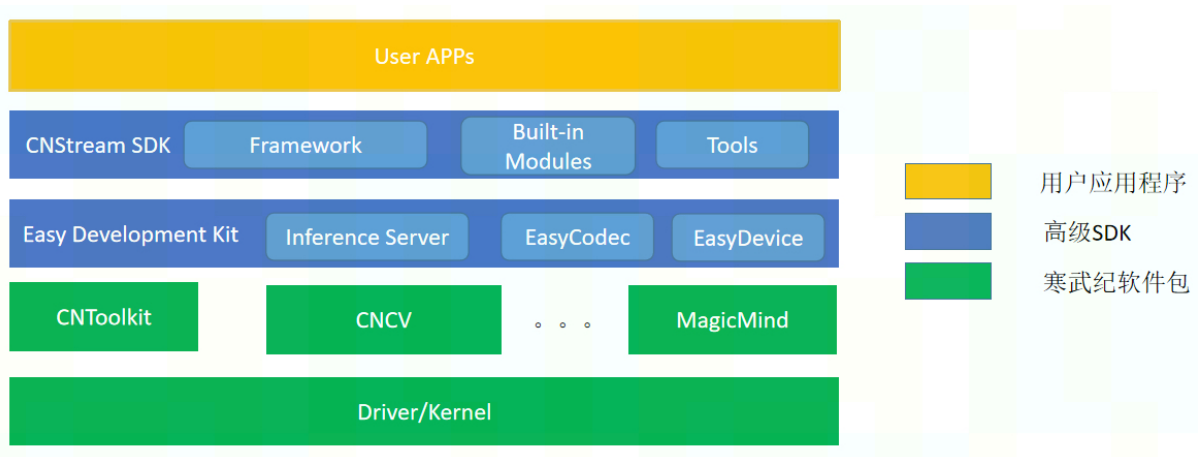 User APPs
CNStream SDK
Framework
Built-in
Modules
Tools
Easy Development Kit
Inference Server
EasyCodec
EasyDevice
CNToolkit
CNCV
。。。
MagicMind
Driver/Kernel
用户应用程序
高级SDK
寒武纪软件包